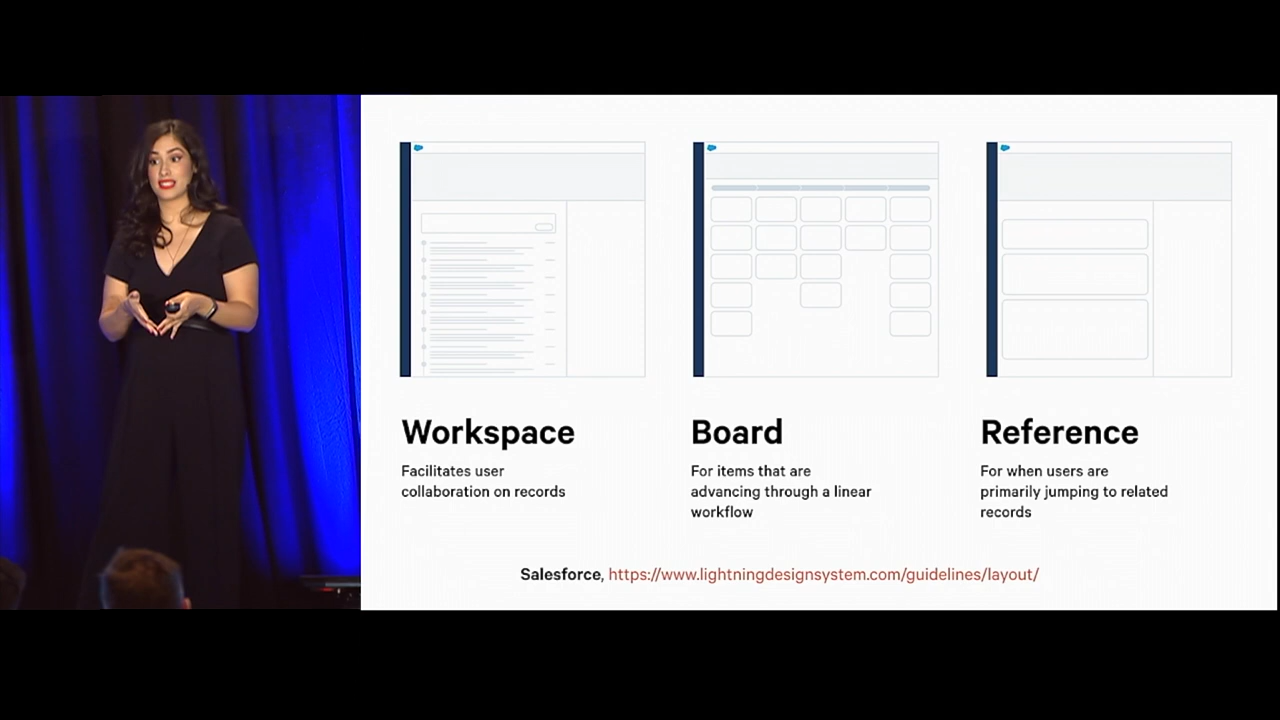 Workspace
Facilitates user
collaboration on records
Board
For items that are
advancing through a linear
workflow
Reference
For when users are
primarily jumping to related
records
Salesforce, https://www.lightningdesignsystem.com/guidelines/layout/